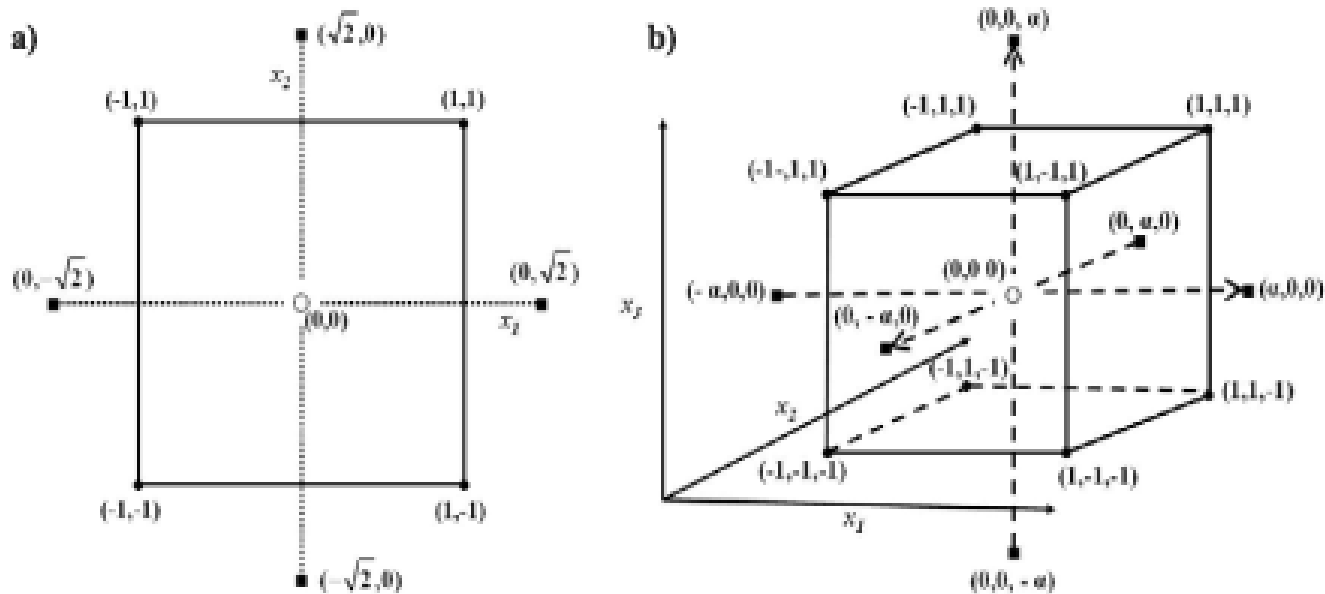 a)
(√2,0)
x2
(-1,1)
(1,1)
(0,-√2)
(0,√2)
(0,0)
x1
(-1,-1)
(1,-1)
(-√2,0)
b)
(0,0, α)
(-1,1,1)
(1,1,1)
(-1-,1,1)
(1,-1,1)
(0, α,0)
(0,0 0)
(- α,0,0)
(α,0,0)
(0, - α,0)
(-1,1,-1)
(1,1,-1)
x2
(-1,-1,-1)
(1,-1,-1)
x1
(0,0, - α)